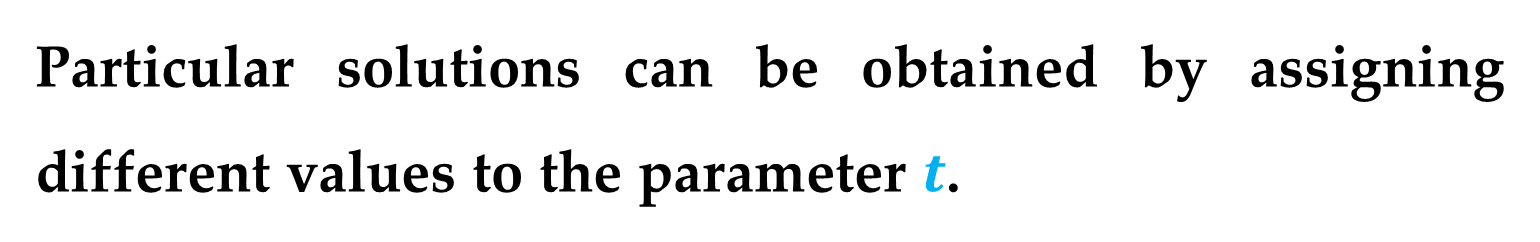 Particular solutions can be obtained by assigning
different values to the parameter t.